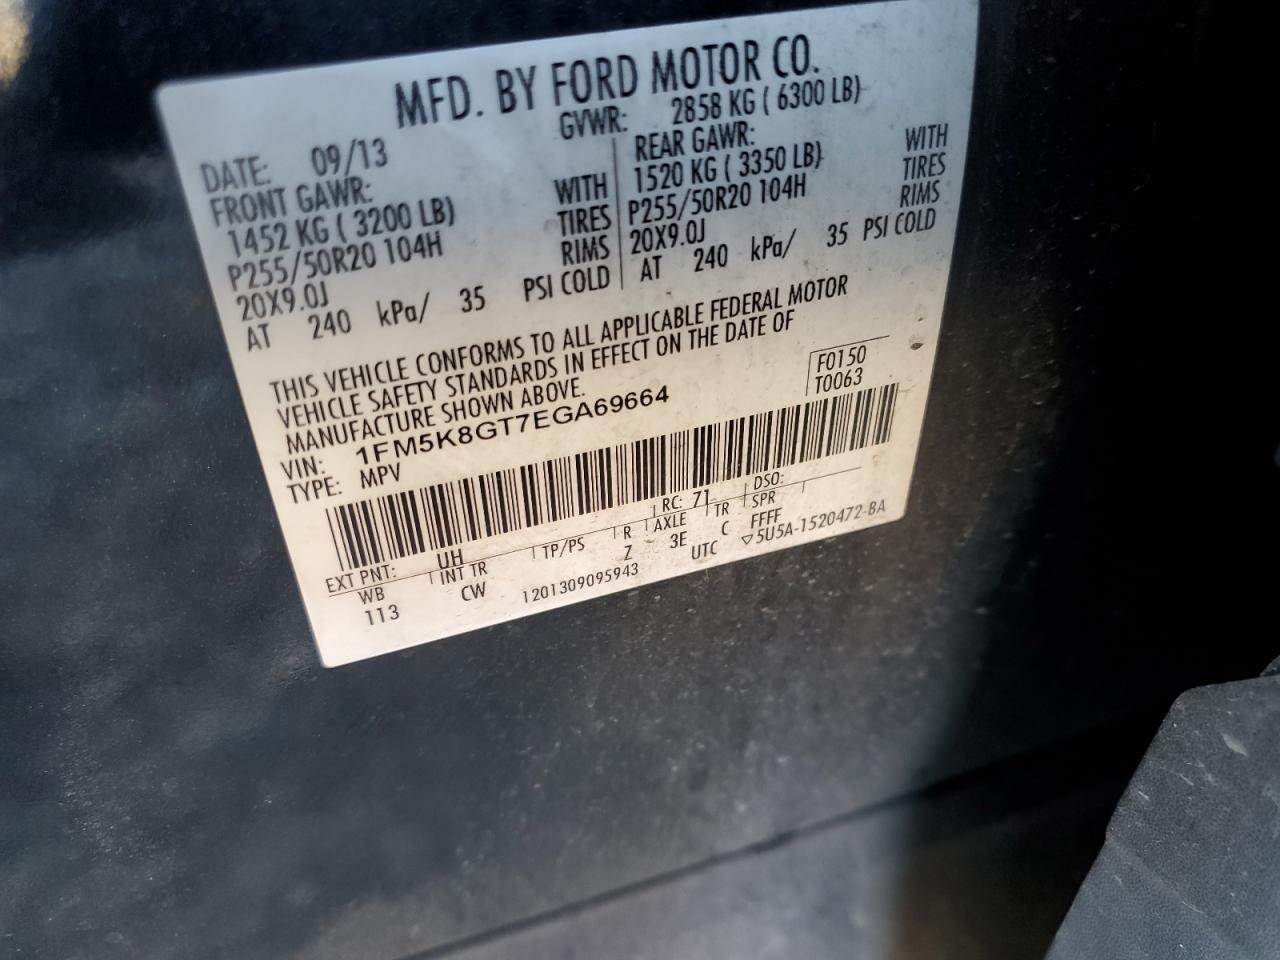 MFD. BY FORD MOTOR CO.
DATE: 09/13 GVWR: 2858 KG ( 6300 LB)
FRONT GAWR: REAR GAWR:
1452 KG ( 3200 LB) WITH 1520 KG ( 3350 LB) WITH
P255/50R20 104H TIRES P255/50R20 104H TIRES
20X9.0J RIMS 20X9.0J RIMS
AT 240 kPa/ 35 PSI COLD AT 240 kPa/ 35 PSI COLD
THIS VEHICLE CONFORMS TO ALL APPLICABLE FEDERAL MOTOR
VEHICLE SAFETY STANDARDS IN EFFECT ON THE DATE OF
MANUFACTURE SHOWN ABOVE.
F0150
T0063
VIN: 1FM5K8GT7EGA69664
TYPE: MPV
EXT PNT: UH RC: 71 DSO:
WB INT TR TP/PS R AXLE TR SPR
113 CW Z 3E C FFFF
1201309095943 UTC ▽5U5A-1520472-BA